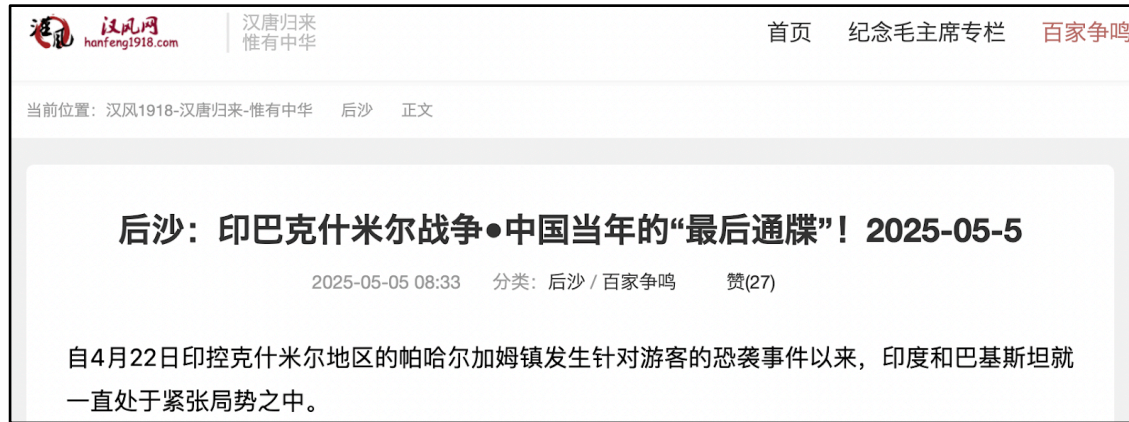 汉风 汉风网
hanfeng1918.com
汉唐归来
惟有中华
首页 纪念毛主席专栏 百家争鸣
当前位置：汉风1918-汉唐归来-惟有中华 后沙 正文
后沙：印巴克什米尔战争●中国当年的“最后通牒”！2025-05-5
2025-05-05 08:33 分类：后沙 / 百家争鸣 赞(27)
自4月22日印控克什米尔地区的帕哈尔加姆镇发生针对游客的恐袭事件以来，印度和巴基斯坦就
一直处于紧张局势之中。